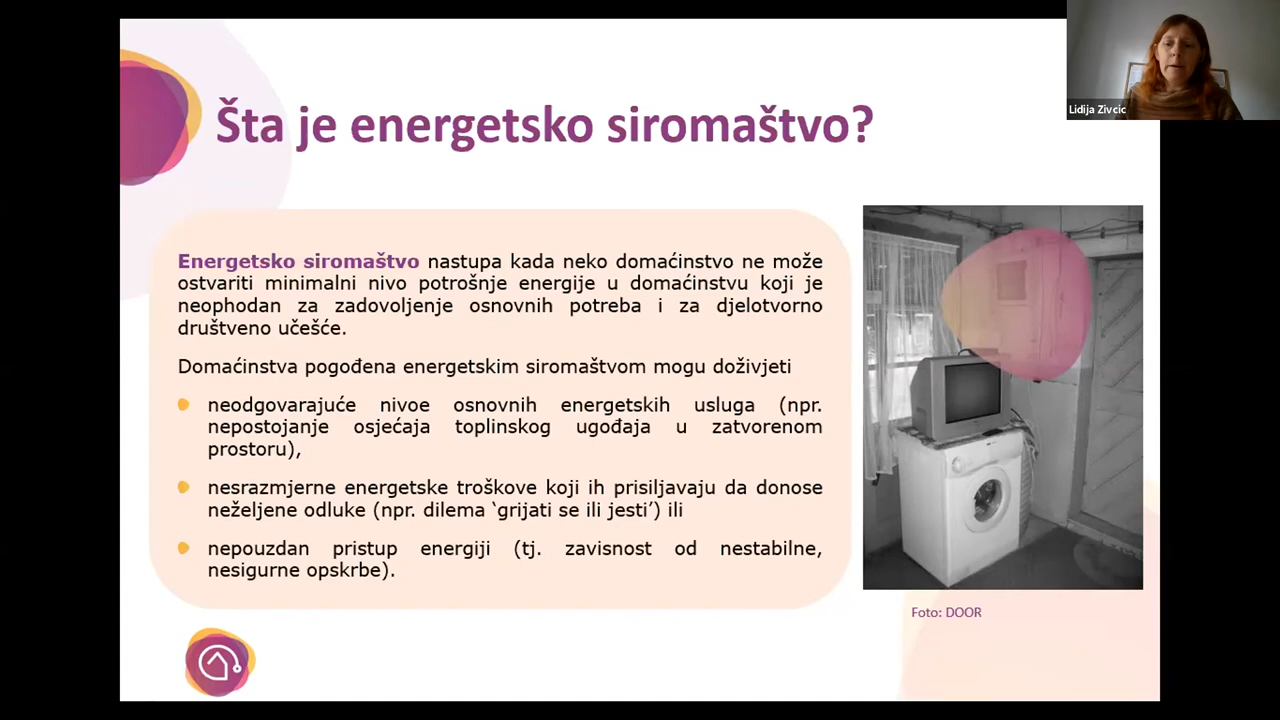 Šta je energetsko siromaštvo?
Lidija Zivcic
Energetsko siromaštvo nastupa kada neko domaćinstvo ne može
ostvariti minimalni nivo potrošnje energije u domaćinstvu koji je
neophodan za zadovoljenje osnovnih potreba i za djelotvorno
društveno učešće.
Domaćinstva pogođena energetskim siromaštvom mogu doživjeti
neodgovarajuće nivoe osnovnih energetskih usluga (npr.
nepostojanje osjećaja toplinskog ugođaja u zatvorenom
prostoru),
nesrazmjerne energetske troškove koji ih prisiljavaju da donose
neželjene odluke (npr. dilema ‘grijati se ili jesti’) ili
nepouzdan pristup energiji (tj. zavisnost od nestabilne,
nesigurne opskrbe).
Foto: DOOR